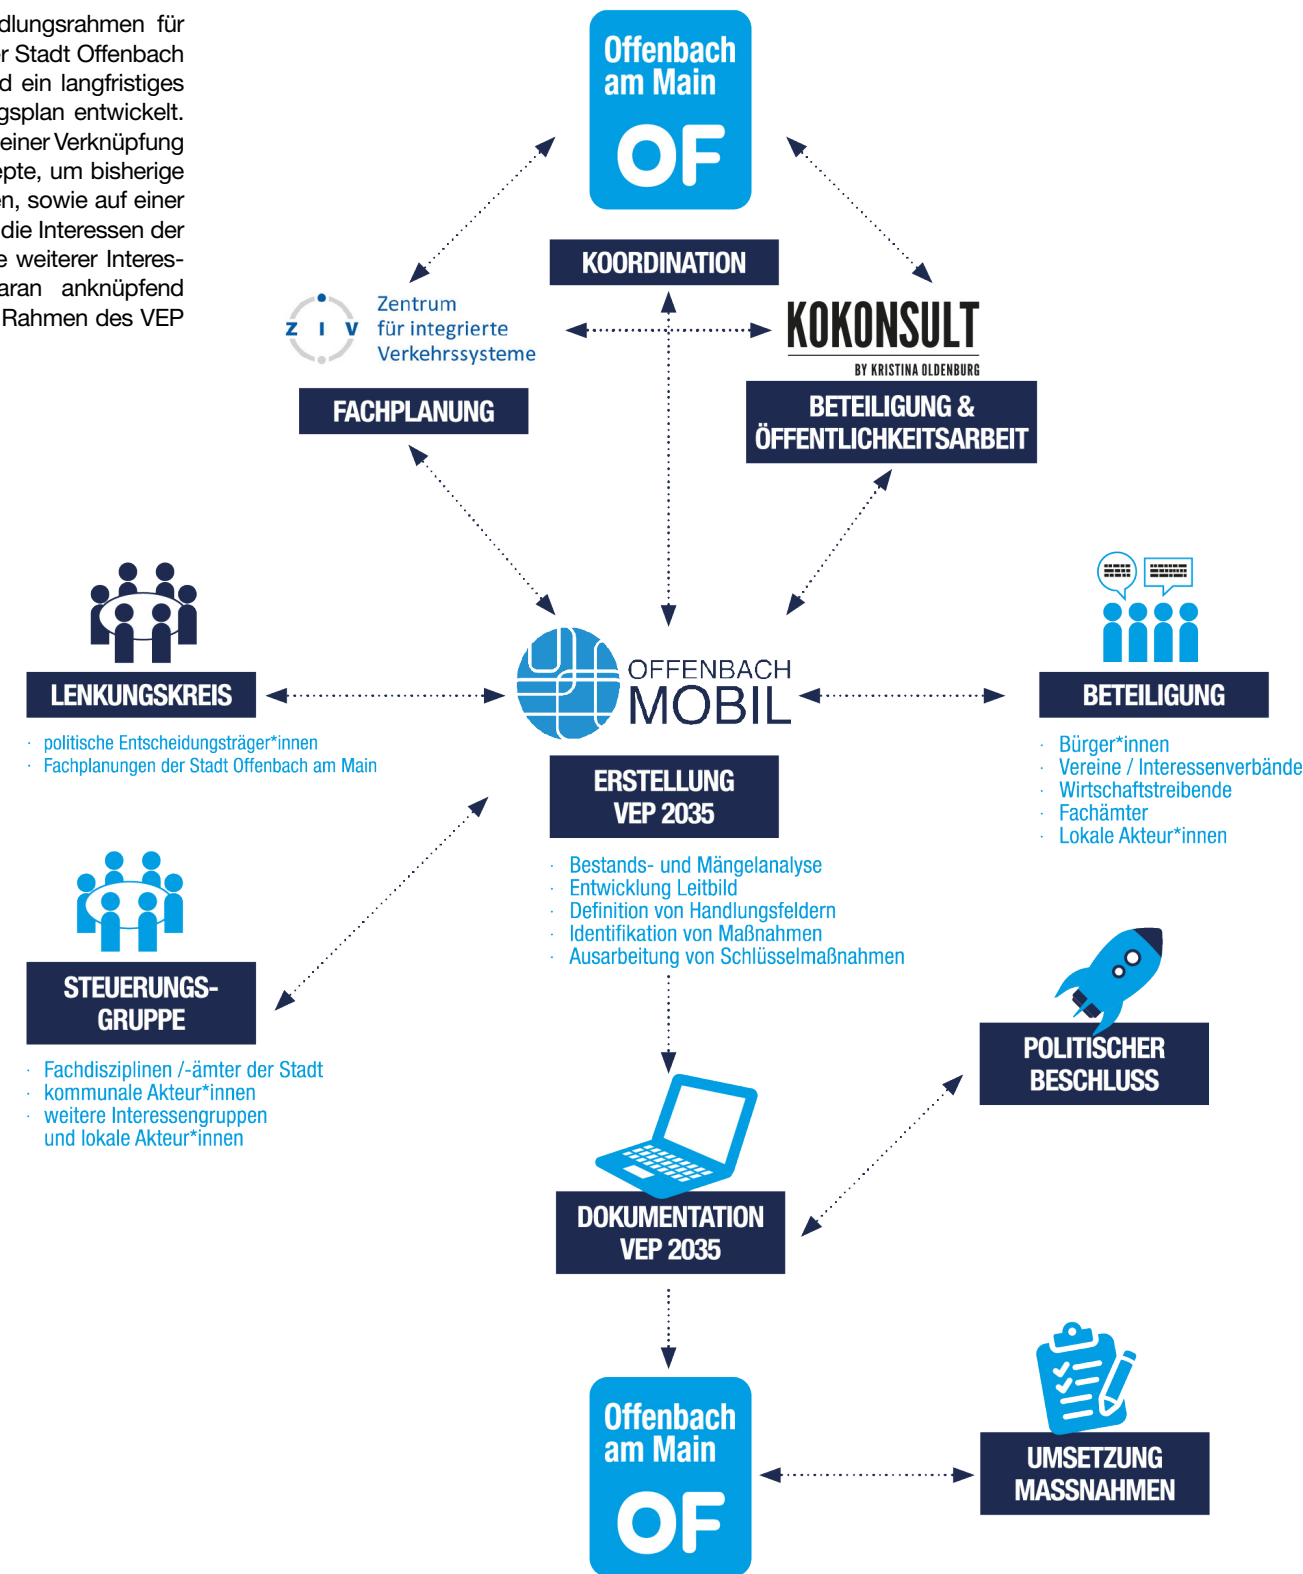 dlungsrahmen für
r Stadt Offenbach
d ein langfristiges
gsplan entwickelt.
einer Verknüpfung
epte, um bisherige
en, sowie auf einer
die Interessen der
e weiterer Interes-
aran anknüpfend
Rahmen des VEP
Offenbach
am Main
OF
KOORDINATION
Z I V
Zentrum
für integrierte
Verkehrssysteme
FACHPLANUNG
KOKONSULT
BY KRISTINA OLDENBURG
BETEILIGUNG &
ÖFFENTLICHKEITSARBEIT
LENKUNGSKREIS
· politische Entscheidungsträger*innen
· Fachplanungen der Stadt Offenbach am Main
OFFENBACH
MOBIL
ERSTELLUNG
VEP 2035
· Bestands- und Mängelanalyse
· Entwicklung Leitbild
· Definition von Handlungsfeldern
· Identifikation von Maßnahmen
· Ausarbeitung von Schlüsselmaßnahmen
BETEILIGUNG
· Bürger*innen
· Vereine / Interessenverbände
· Wirtschaftstreibende
· Fachämter
· Lokale Akteur*innen
STEUERUNGS-
GRUPPE
· Fachdisziplinen /-ämter der Stadt
· kommunale Akteur*innen
· weitere Interessengruppen
und lokale Akteur*innen
POLITISCHER
BESCHLUSS
DOKUMENTATION
VEP 2035
Offenbach
am Main
OF
UMSETZUNG
MASSNAHMEN